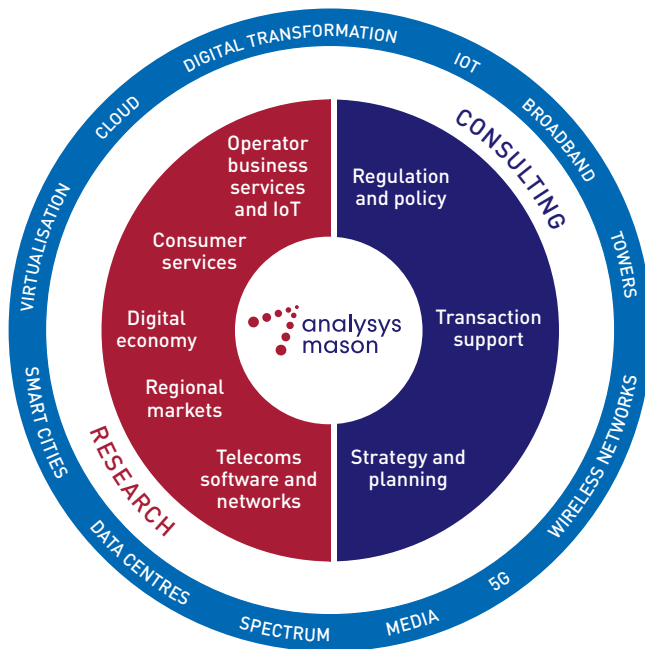 DIGITAL TRANSFORMATION
IOT
BROADBAND
TOWERS
WIRELESS NETWORKS
5G
MEDIA
SPECTRUM
DATA CENTRES
SMART CITIES
VIRTUALISATION
CLOUD
CONSULTING
RESEARCH
Operator
business
services
and IoT
Consumer
services
Digital
economy
Regional
markets
Telecoms
software and
networks
analysys
mason
Regulation
and policy
Transaction
support
Strategy and
planning